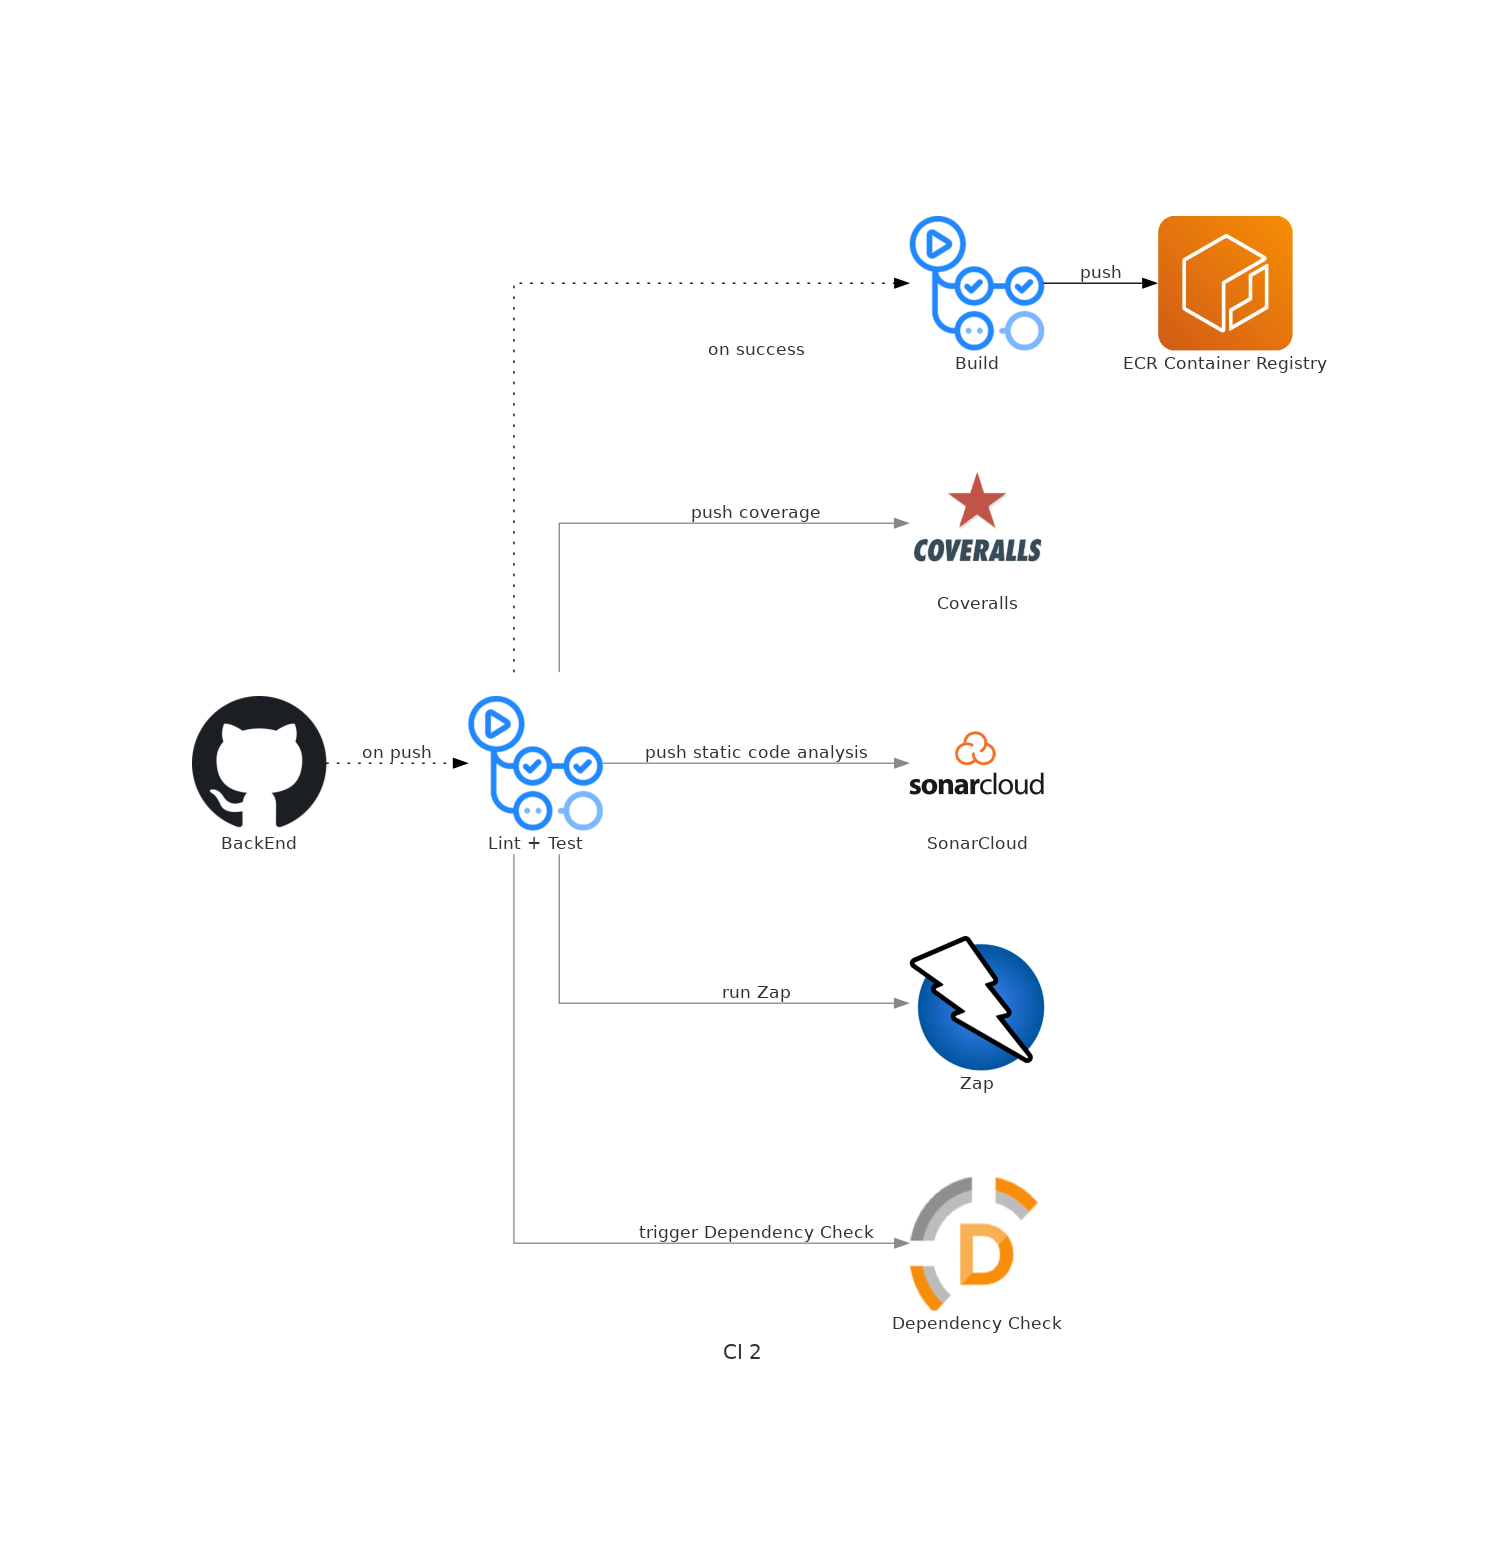 push
Build
ECR Container Registry
on success
push coverage
COVERALLS
Coveralls
on push
BackEnd
Lint + Test
push static code analysis
sonarcloud
SonarCloud
run Zap
Zap
trigger Dependency Check
D
Dependency Check
CI 2